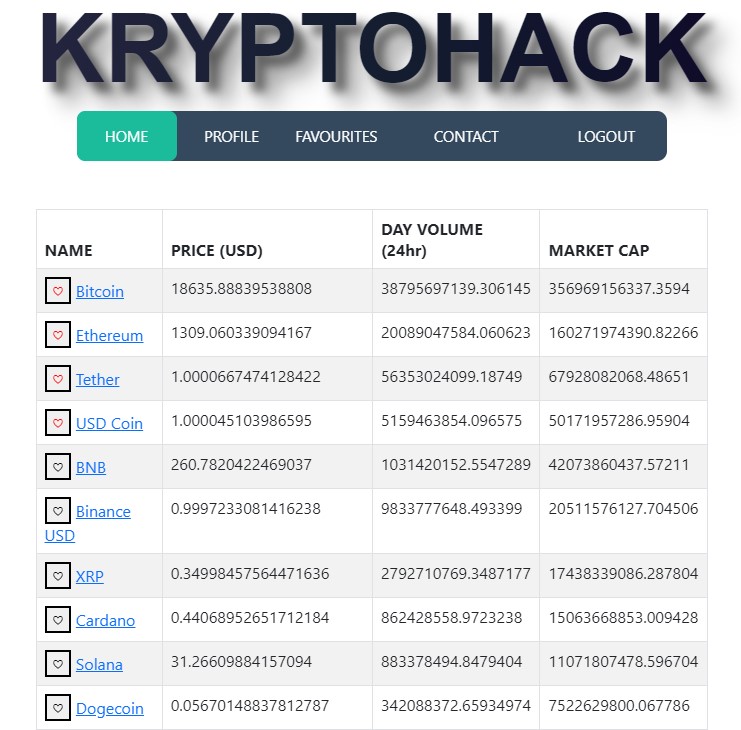 KRYPTOHACK
HOME PROFILE FAVOURITES CONTACT LOGOUT
NAME PRICE (USD) DAY VOLUME (24hr) MARKET CAP
Bitcoin 18635.88839538808 38795697139.306145 356969156337.3594
Ethereum 1309.060339094167 20089047584.060623 160271974390.82266
Tether 1.0000667474128422 56353024099.18749 67928082068.48651
USD Coin 1.000045103986595 5159463854.096575 50171957286.95904
BNB 260.7820422469037 1031420152.5547289 42073860437.57211
Binance USD 0.9997233081416238 9833777648.493399 20511576127.704506
XRP 0.34998457564471636 2792710769.3487177 17438339086.287804
Cardano 0.44068952651712184 862428558.9723238 15063668853.009428
Solana 31.26609884157094 883378494.8479404 11071807478.596704
Dogecoin 0.05670148837812787 342088372.65934974 7522629800.067786